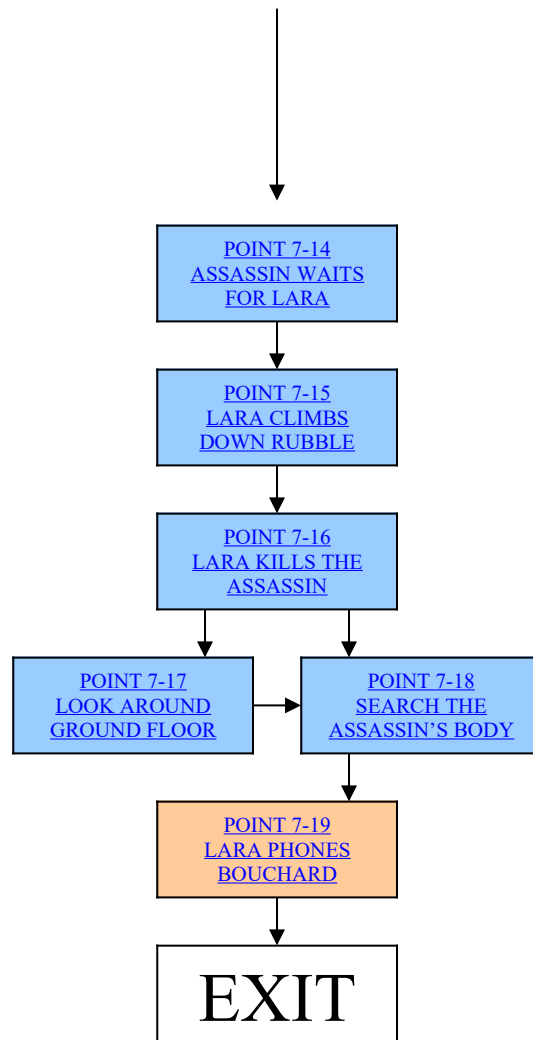 POINT 7-14
ASSASSIN WAITS
FOR LARA
POINT 7-15
LARA CLIMBS
DOWN RUBBLE
POINT 7-16
LARA KILLS THE
ASSASSIN
POINT 7-17
LOOK AROUND
GROUND FLOOR
POINT 7-18
SEARCH THE
ASSASSIN’S BODY
POINT 7-19
LARA PHONES
BOUCHARD
EXIT